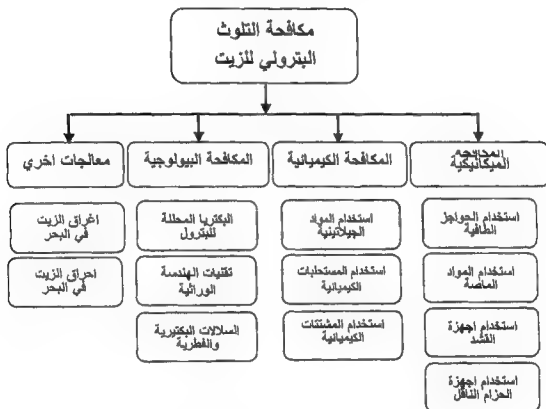 مكافحة التلوث
البترولي للزيت
المكافحة
الميكانيكية
المكافحة الكيميائية
المكافحة البيولوجية
معالجات اخري
استخدام الحواجز
الطافية
استخدام المواد
الماصة
استخدام اجهزة
القشد
استخدام اجهزة
الحزام الناقل
استخدام المواد
الجيلاتينية
استخدام المستحلبات
الكيميائية
استخدام المشتتات
الكيميائية
البكتريا المحللة
للبترول
تقنيات الهندسة
الوراثية
السلالات البكتيرية
والفطرية
اغراق الزيت
في البحر
احراق الزيت
في البحر